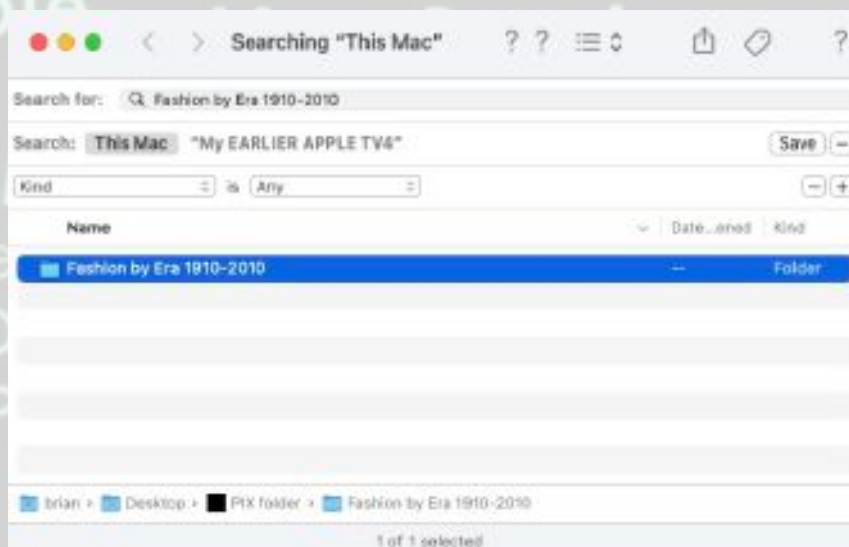 Searching "This Mac" ? ? ?
Search for: Fashion by Era 1910-2010
Search: This Mac "My EARLIER APPLE TV4" Save
Kind is Any
Name Date...ened Kind
Fashion by Era 1910-2010 -- Folder
brian › Desktop › PIX folder › Fashion by Era 1910-2010
1 of 1 selected